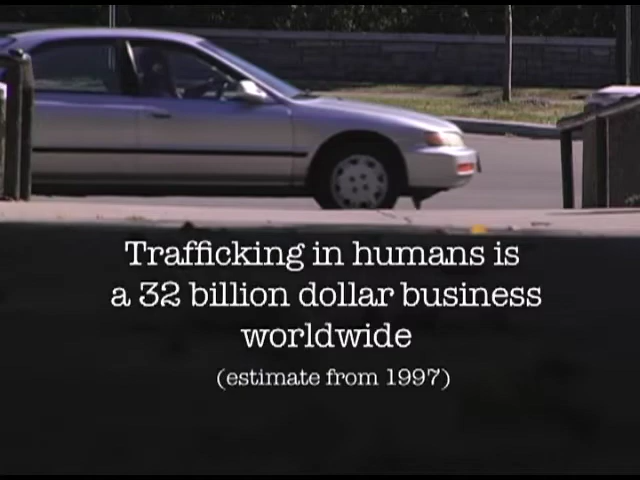 Trafficking in humans is
a 32 billion dollar business
worldwide
(estimate from 1997)